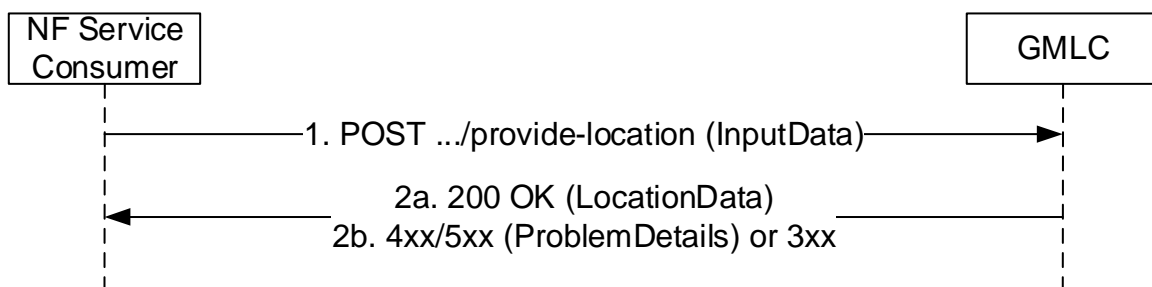 NF Service
Consumer
GMLC
1. POST .../provide-location (InputData)
2a. 200 OK (LocationData)
2b. 4xx/5xx (ProblemDetails) or 3xx